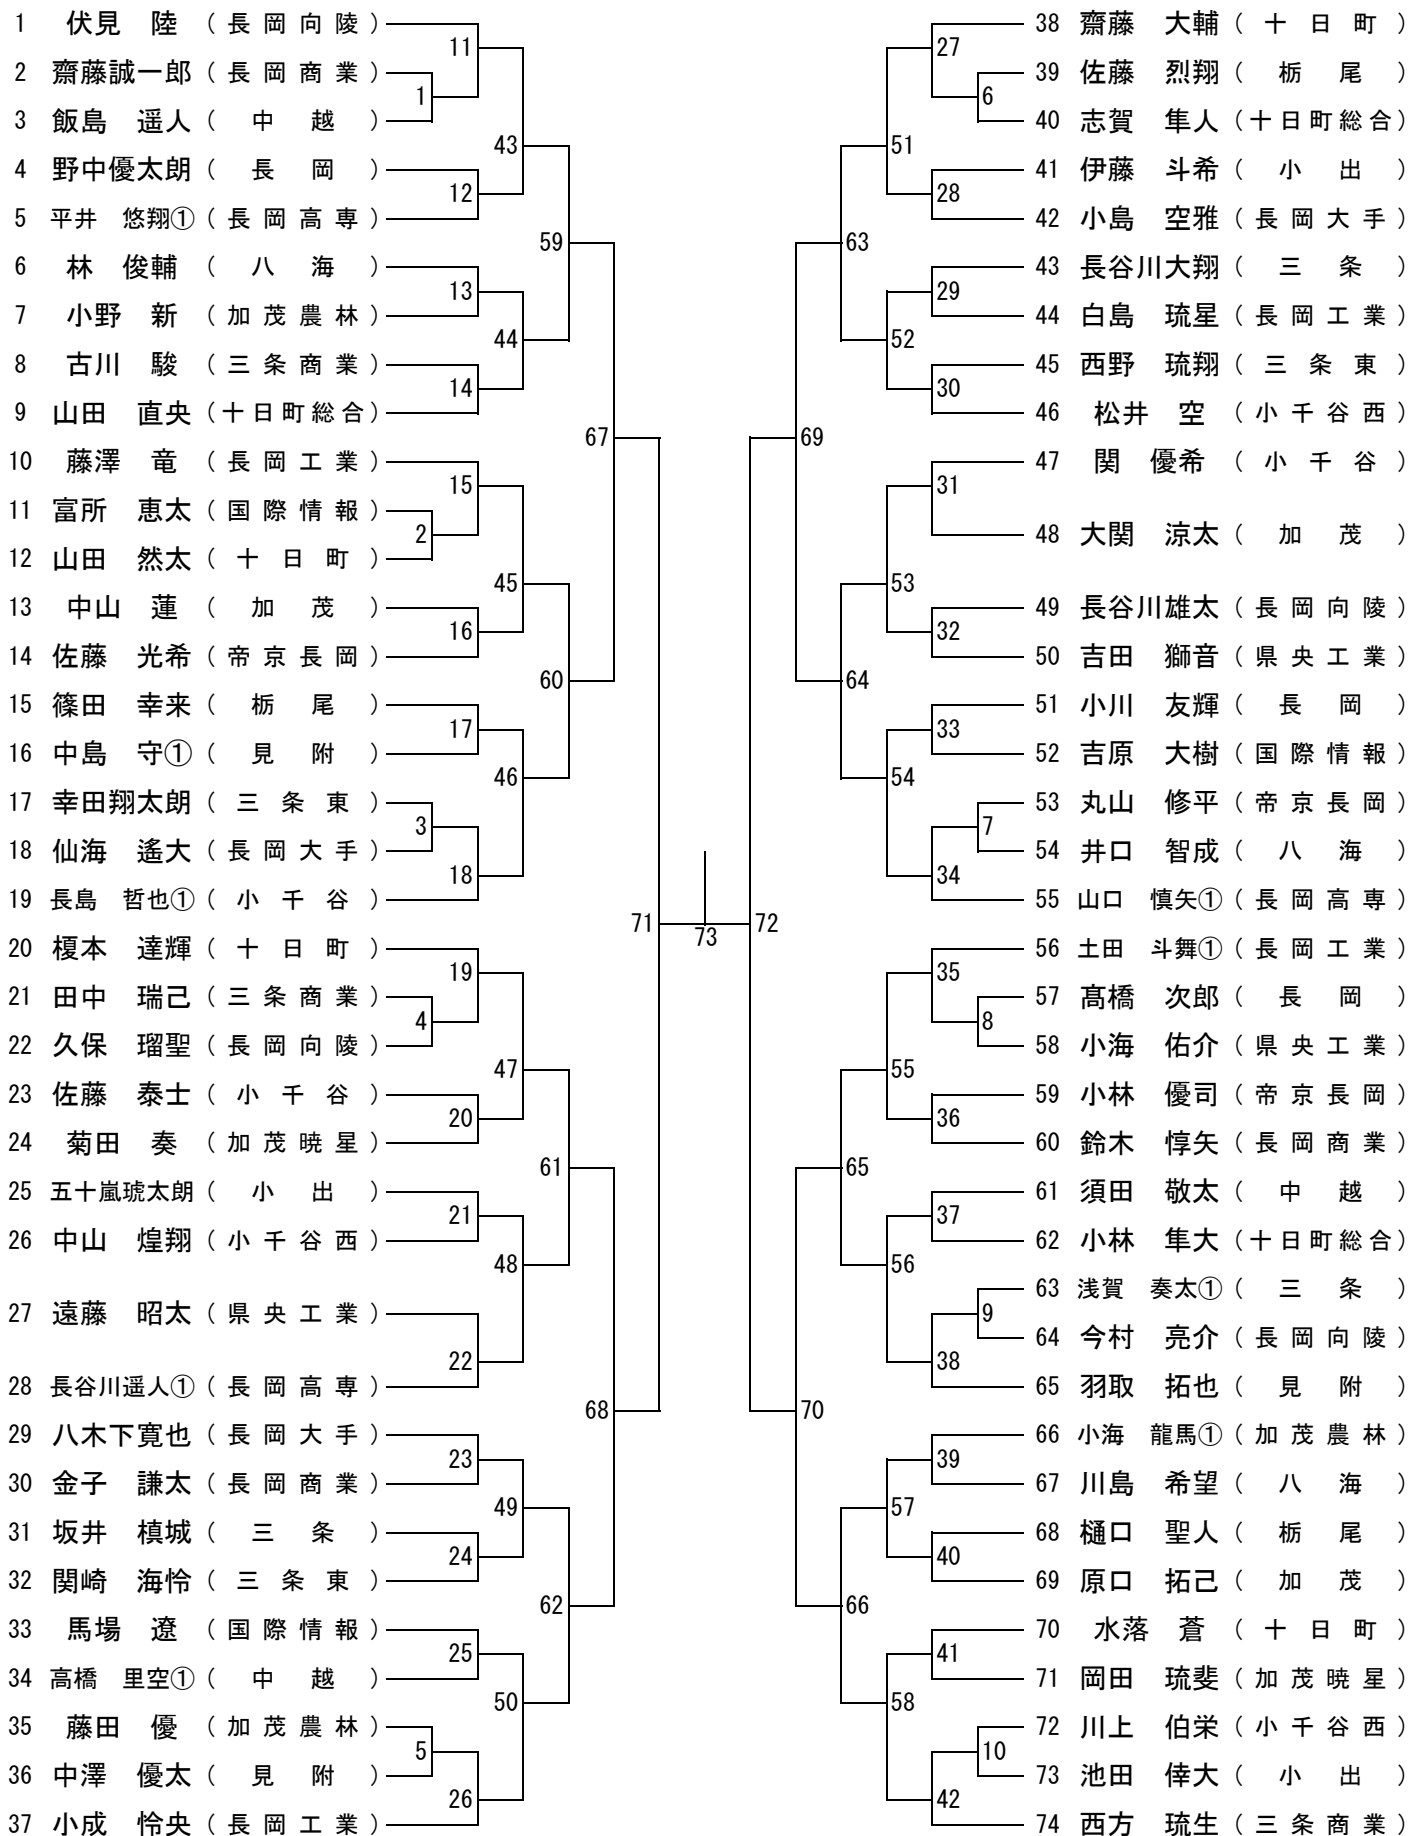 1 伏見 陸 (長岡向陵)
2 齋藤誠一郎 (長岡商業)
3 飯島 遥人 (中越)
4 野中優太朗 (長岡)
5 平井 悠翔① (長岡高専)
6 林 俊輔 (八海)
7 小野 新 (加茂農林)
8 古川 駿 (三条商業)
9 山田 直央 (十日町総合)
10 藤澤 竜 (長岡工業)
11 富所 恵太 (国際情報)
12 山田 然太 (十日町)
13 中山 蓮 (加茂)
14 佐藤 光希 (帝京長岡)
15 篠田 幸来 (栃尾)
16 中島 守① (見附)
17 幸田翔太朗 (三条東)
18 仙海 遙大 (長岡大手)
19 長島 哲也① (小千谷)
20 榎本 達輝 (十日町)
21 田中 瑞己 (三条商業)
22 久保 瑠聖 (長岡向陵)
23 佐藤 泰士 (小千谷)
24 菊田 奏 (加茂暁星)
25 五十嵐琥太朗 (小出)
26 中山 煌翔 (小千谷西)
27 遠藤 昭太 (県央工業)
28 長谷川遥人① (長岡高専)
29 八木下寛也 (長岡大手)
30 金子 謙太 (長岡商業)
31 坂井 槙城 (三条)
32 関崎 海怜 (三条東)
33 馬場 遼 (国際情報)
34 高橋 里空① (中越)
35 藤田 優 (加茂農林)
36 中澤 優太 (見附)
37 小成 怜央 (長岡工業)
1
2
3
4
5
11
12
13
14
15
16
17
18
19
20
21
22
23
24
25
26
43
44
45
46
47
48
49
50
59
60
61
62
67
68
71
73
72
69
70
63
64
65
66
51
52
53
54
55
56
57
58
27
28
29
30
31
32
33
34
35
36
37
38
39
40
41
42
6
7
8
9
10
38 齋藤 大輔 (十日町)
39 佐藤 烈翔 (栃尾)
40 志賀 隼人 (十日町総合)
41 伊藤 斗希 (小出)
42 小島 空雅 (長岡大手)
43 長谷川大翔 (三条)
44 白島 琉星 (長岡工業)
45 西野 琉翔 (三条東)
46 松井 空 (小千谷西)
47 関 優希 (小千谷)
48 大関 涼太 (加茂)
49 長谷川雄太 (長岡向陵)
50 吉田 獅音 (県央工業)
51 小川 友輝 (長岡)
52 吉原 大樹 (国際情報)
53 丸山 修平 (帝京長岡)
54 井口 智成 (八海)
55 山口 慎矢① (長岡高専)
56 土田 斗舞① (長岡工業)
57 髙橋 次郎 (長岡)
58 小海 佑介 (県央工業)
59 小林 優司 (帝京長岡)
60 鈴木 惇矢 (長岡商業)
61 須田 敬太 (中越)
62 小林 隼大 (十日町総合)
63 浅賀 奏太① (三条)
64 今村 亮介 (長岡向陵)
65 羽取 拓也 (見附)
66 小海 龍馬① (加茂農林)
67 川島 希望 (八海)
68 樋口 聖人 (栃尾)
69 原口 拓己 (加茂)
70 水落 蒼 (十日町)
71 岡田 琉斐 (加茂暁星)
72 川上 伯栄 (小千谷西)
73 池田 倖大 (小出)
74 西方 琉生 (三条商業)